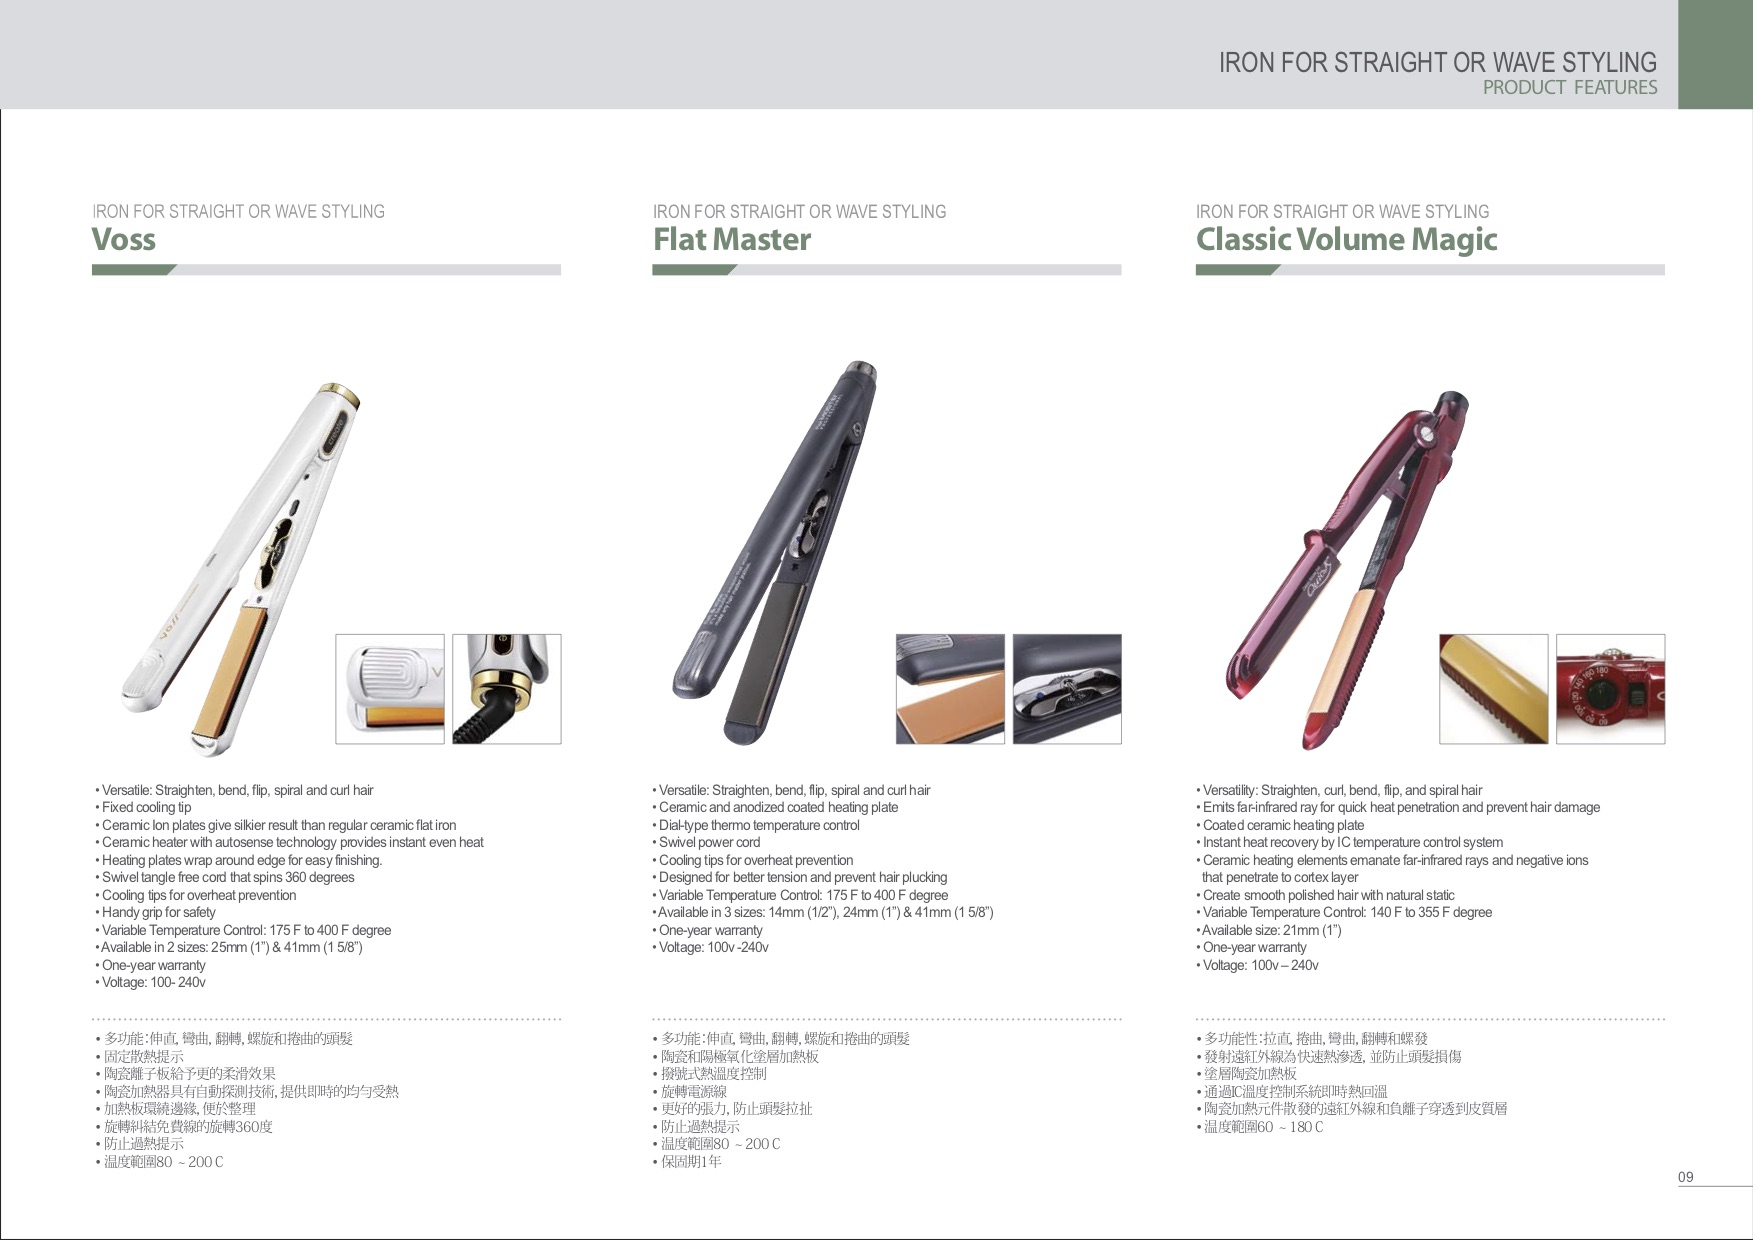 IRON FOR STRAIGHT OR WAVE STYLING
PRODUCT FEATURES
IRON FOR STRAIGHT OR WAVE STYLING
Voss
• Versatile: Straighten, bend, flip, spiral and curl hair
• Fixed cooling tip
• Ceramic Ion plates give silkier result than regular ceramic flat iron
• Ceramic heater with autosense technology provides instant even heat
• Heating plates wrap around edge for easy finishing.
• Swivel tangle free cord that spins 360 degrees
• Cooling tips for overheat prevention
• Handy grip for safety
• Variable Temperature Control: 175 F to 400 F degree
• Available in 2 sizes: 25mm (1”) & 41mm (1 5/8”)
• One-year warranty
• Voltage: 100- 240v
• 多功能:伸直, 彎曲, 翻轉, 螺旋和捲曲的頭髮
• 固定散熱提示
• 陶瓷離子板給予更的柔滑效果
• 陶瓷加熱器具有自動探測技術, 提供即時的均勻受熱
• 加熱板環繞邊緣, 便於整理
• 旋轉糾結免費線的旋轉360度
• 防止過熱提示
• 温度範圍80 ~ 200 C
IRON FOR STRAIGHT OR WAVE STYLING
Flat Master
• Versatile: Straighten, bend, flip, spiral and curl hair
• Ceramic and anodized coated heating plate
• Dial-type thermo temperature control
• Swivel power cord
• Cooling tips for overheat prevention
• Designed for better tension and prevent hair plucking
• Variable Temperature Control: 175 F to 400 F degree
• Available in 3 sizes: 14mm (1/2”), 24mm (1”) & 41mm (1 5/8”)
• One-year warranty
• Voltage: 100v -240v
• 多功能:伸直, 彎曲, 翻轉, 螺旋和捲曲的頭髮
• 陶瓷和陽極氧化塗層加熱板
• 撥號式熱溫度控制
• 旋轉電源線
• 更好的張力, 防止頭髮拉扯
• 防止過熱提示
• 温度範圍80 ~ 200 C
• 保固期1年
IRON FOR STRAIGHT OR WAVE STYLING
Classic Volume Magic
• Versatility: Straighten, curl, bend, flip, and spiral hair
• Emits far-infrared ray for quick heat penetration and prevent hair damage
• Coated ceramic heating plate
• Instant heat recovery by IC temperature control system
• Ceramic heating elements emanate far-infrared rays and negative ions
that penetrate to cortex layer
• Create smooth polished hair with natural static
• Variable Temperature Control: 140 F to 355 F degree
• Available size: 21mm (1”)
• One-year warranty
• Voltage: 100v – 240v
• 多功能性: 拉直, 捲曲, 彎曲, 翻轉和螺發
• 發射遠紅外線為快速熱滲透, 並防止頭髮損傷
• 塗層陶瓷加熱板
• 通過IC溫度控制系統即時熱回溫
• 陶瓷加熱元件散發的遠紅外線和負離子穿透到皮質層
• 温度範圍60 ~ 180 C
09